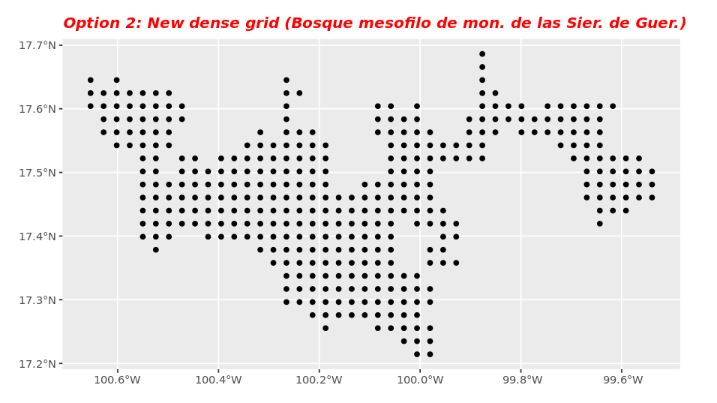 Option 2: New dense grid (Bosque mesofilo de mon. de las Sier. de Guer.)
17.7°N
17.6°N
17.5°N
17.4°N
17.3°N
17.2°N
100.6°W 100.4°W 100.2°W 100.0°W 99.8°W 99.6°W